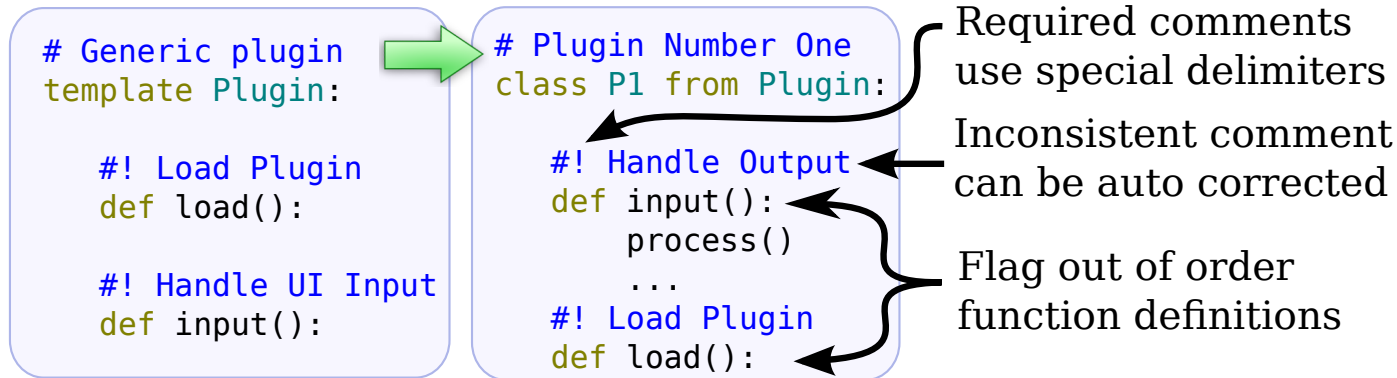 # Generic plugin
template Plugin:
#! Load Plugin
def load():
#! Handle UI Input
def input():
# Plugin Number One
class P1 from Plugin:
#! Handle Output
def input():
process()
...
#! Load Plugin
def load():
Required comments
use special delimiters
Inconsistent comment
can be auto corrected
Flag out of order
function definitions